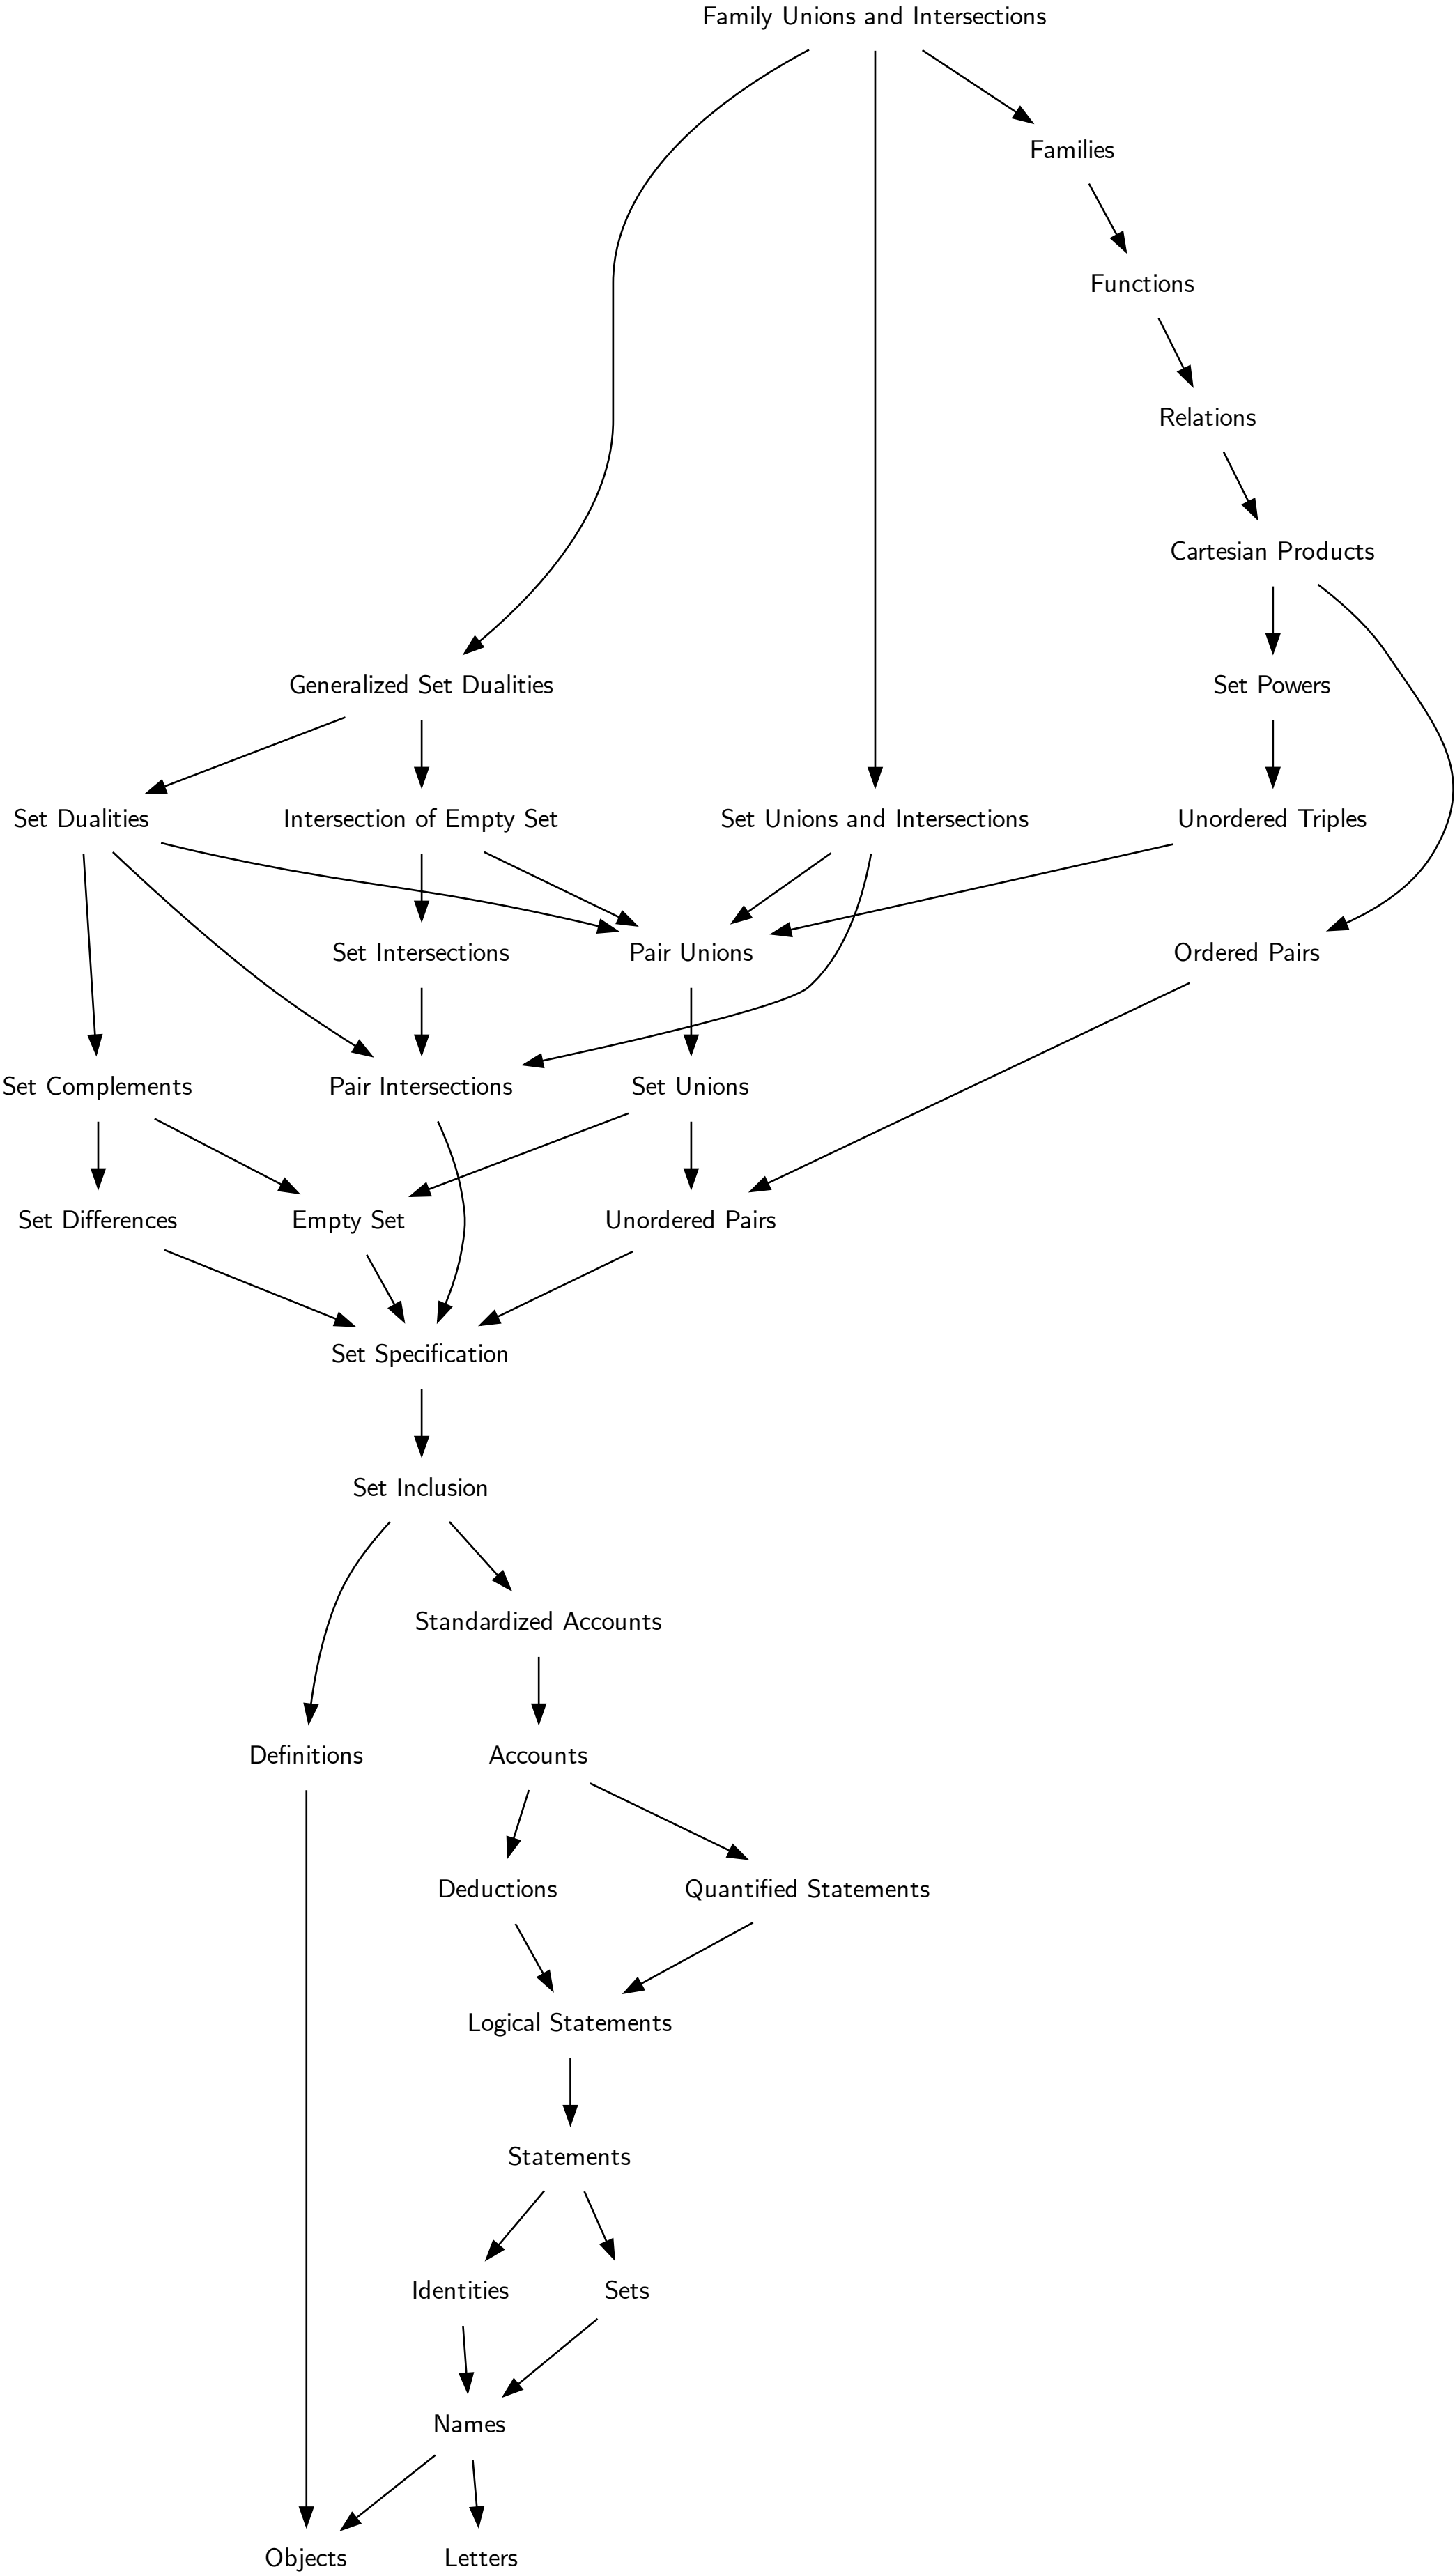 Family Unions and Intersections
Families
Functions
Relations
Cartesian Products
Generalized Set Dualities
Set Powers
Set Dualities
Intersection of Empty Set
Set Unions and Intersections
Unordered Triples
Set Intersections
Pair Unions
Ordered Pairs
Set Complements
Pair Intersections
Set Unions
Set Differences
Empty Set
Unordered Pairs
Set Specification
Set Inclusion
Standardized Accounts
Definitions
Accounts
Deductions
Quantified Statements
Logical Statements
Statements
Identities
Sets
Names
Objects
Letters